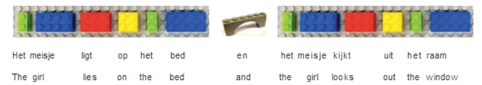 Het meisje ligt op het bed en het meisje kijkt uit het raam
The girl lies on the bed and the girl looks out the window